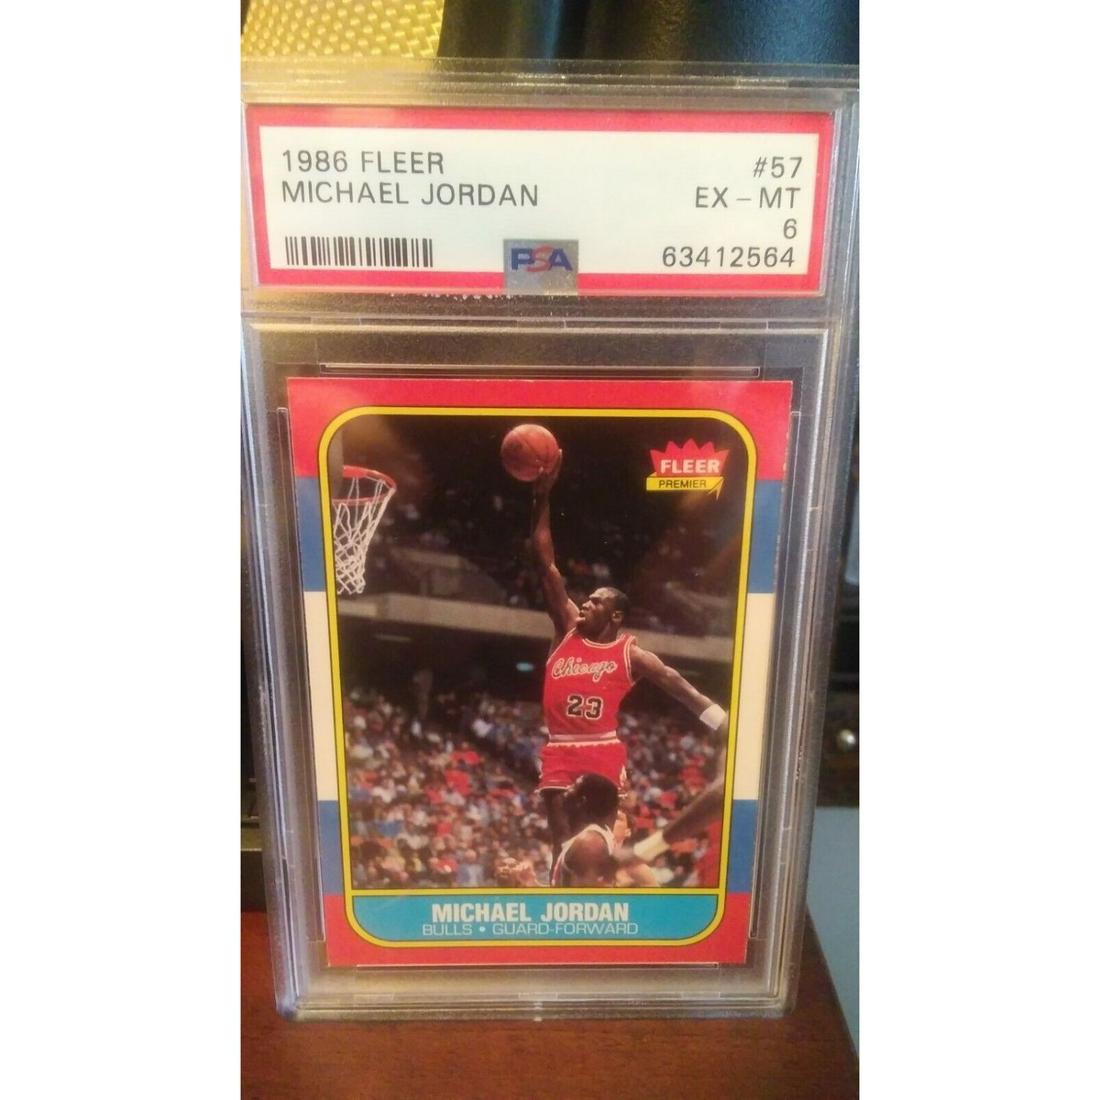 1986 FLEER #57
MICHAEL JORDAN EX - MT
6
PSA 63412564
FLEER
PREMIER
Chicago
23
MICHAEL JORDAN
BULLS • GUARD-FORWARD